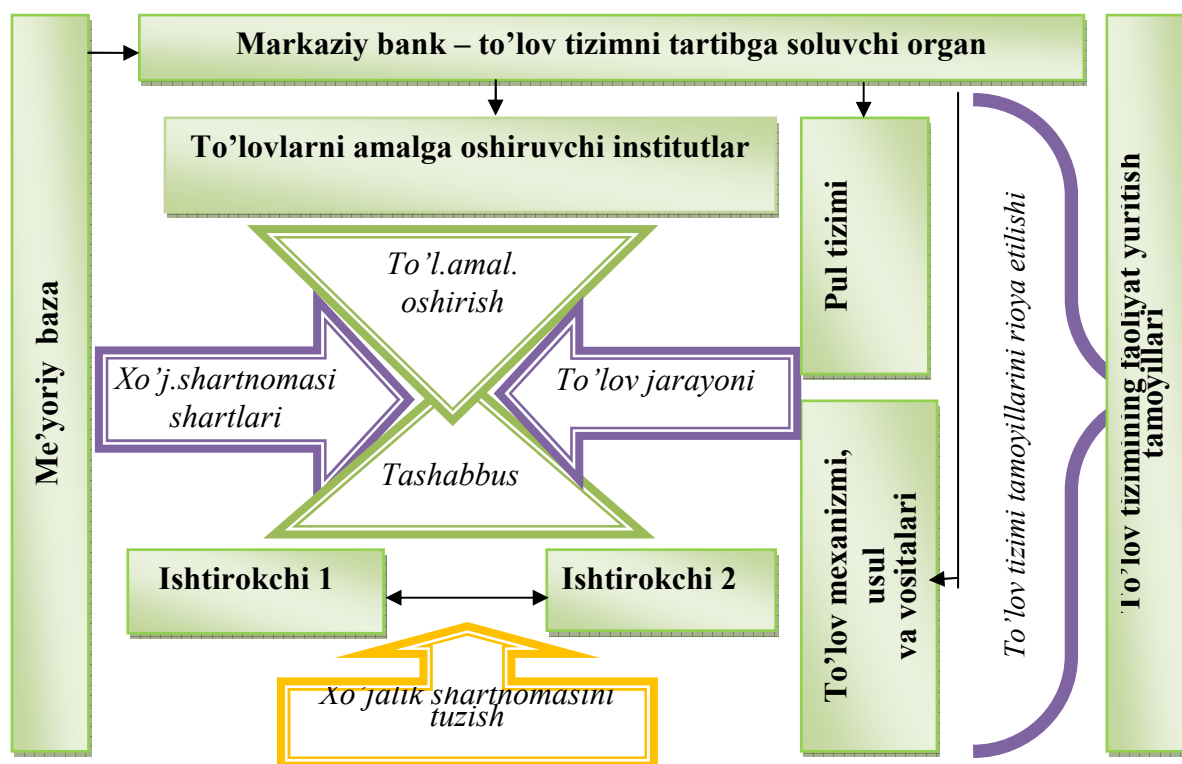 Markaziy bank – to’lov tizimni tartibga soluvchi organ
Me’yoriy baza
To’lovlarni amalga oshiruvchi institutlar
Pul tizimi
To’l.amal.
oshirish
Xo’j.shartnomasi
shartlari
To’lov jarayoni
Tashabbus
Ishtirokchi 1
Ishtirokchi 2
Xo’jalik shartnomasini
tuzish
To’lov mexanizmi,
usul
va vositalari
To’lov tizimi tamoyillarini rioya etilishi
To’lov tizimining faoliyat yuritish
tamoyillari